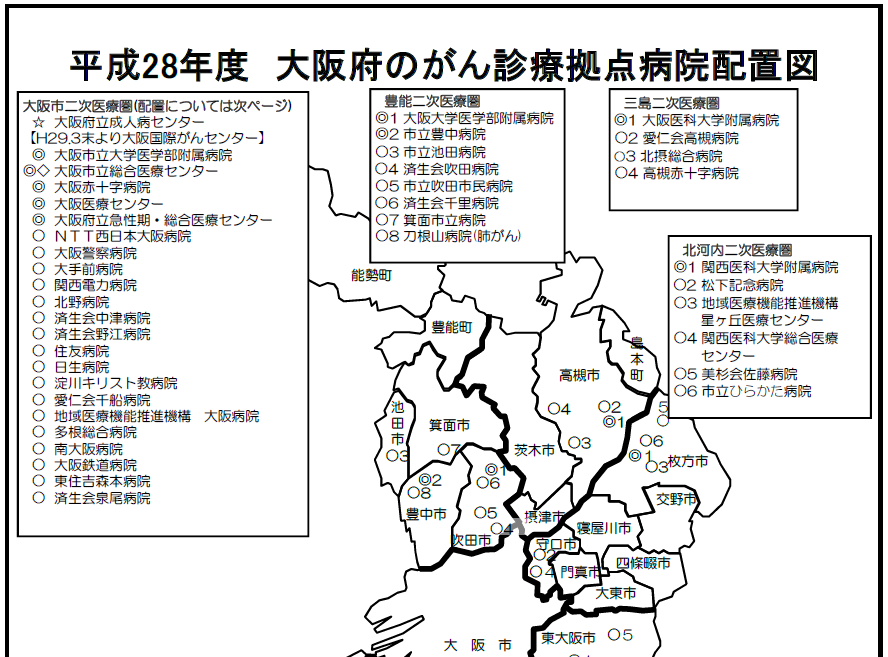 平成28年度　大阪府のがん診療拠点病院配置図
大阪市二次医療圏(配置については次ページ)
☆ 大阪府立成人病センター
【H29.3末より大阪国際がんセンター】
◎ 大阪市立大学医学部附属病院
◎◇ 大阪市立総合医療センター
◎ 大阪赤十字病院
◎ 大阪医療センター
◎ 大阪府立急性期・総合医療センター
○ ＮＴＴ西日本大阪病院
○ 大阪警察病院
○ 大手前病院
○ 関西電力病院
○ 北野病院
○ 済生会中津病院
○ 済生会野江病院
○ 住友病院
○ 日生病院
○ 淀川キリスト教病院
○ 愛仁会千船病院
○ 地域医療機能推進機構　大阪病院
○ 多根総合病院
○ 南大阪病院
○ 大阪鉄道病院
○ 東住吉森本病院
○ 済生会泉尾病院
豊能二次医療圏
◎1 大阪大学医学部附属病院
◎2 市立豊中病院
○3 市立池田病院
○4 済生会吹田病院
○5 市立吹田市民病院
○6 済生会千里病院
○7 箕面市立病院
○8 刀根山病院(肺がん)
三島二次医療圏
◎1 大阪医科大学附属病院
○2 愛仁会高槻病院
○3 北摂総合病院
○4 高槻赤十字病院
北河内二次医療圏
◎1 関西医科大学附属病院
○2 松下記念病院
○3 地域医療機能推進機構
星ヶ丘医療センター
○4 関西医科大学総合医療
センター
○5 美杉会佐藤病院
○6 市立ひらかた病院
能勢町
豊能町
島本町
高槻市
○4
○2
◎1
○3
池田市
○3
箕面市
○7
茨木市
◎1
○6
◎2
○8
豊中市
○5
○4
吹田市
摂津市
5
○
○6
◎1
○3
枚方市
交野市
寝屋川市
守口市
○2
○4
門真市
四條畷市
大東市
大阪市
東大阪市
○5